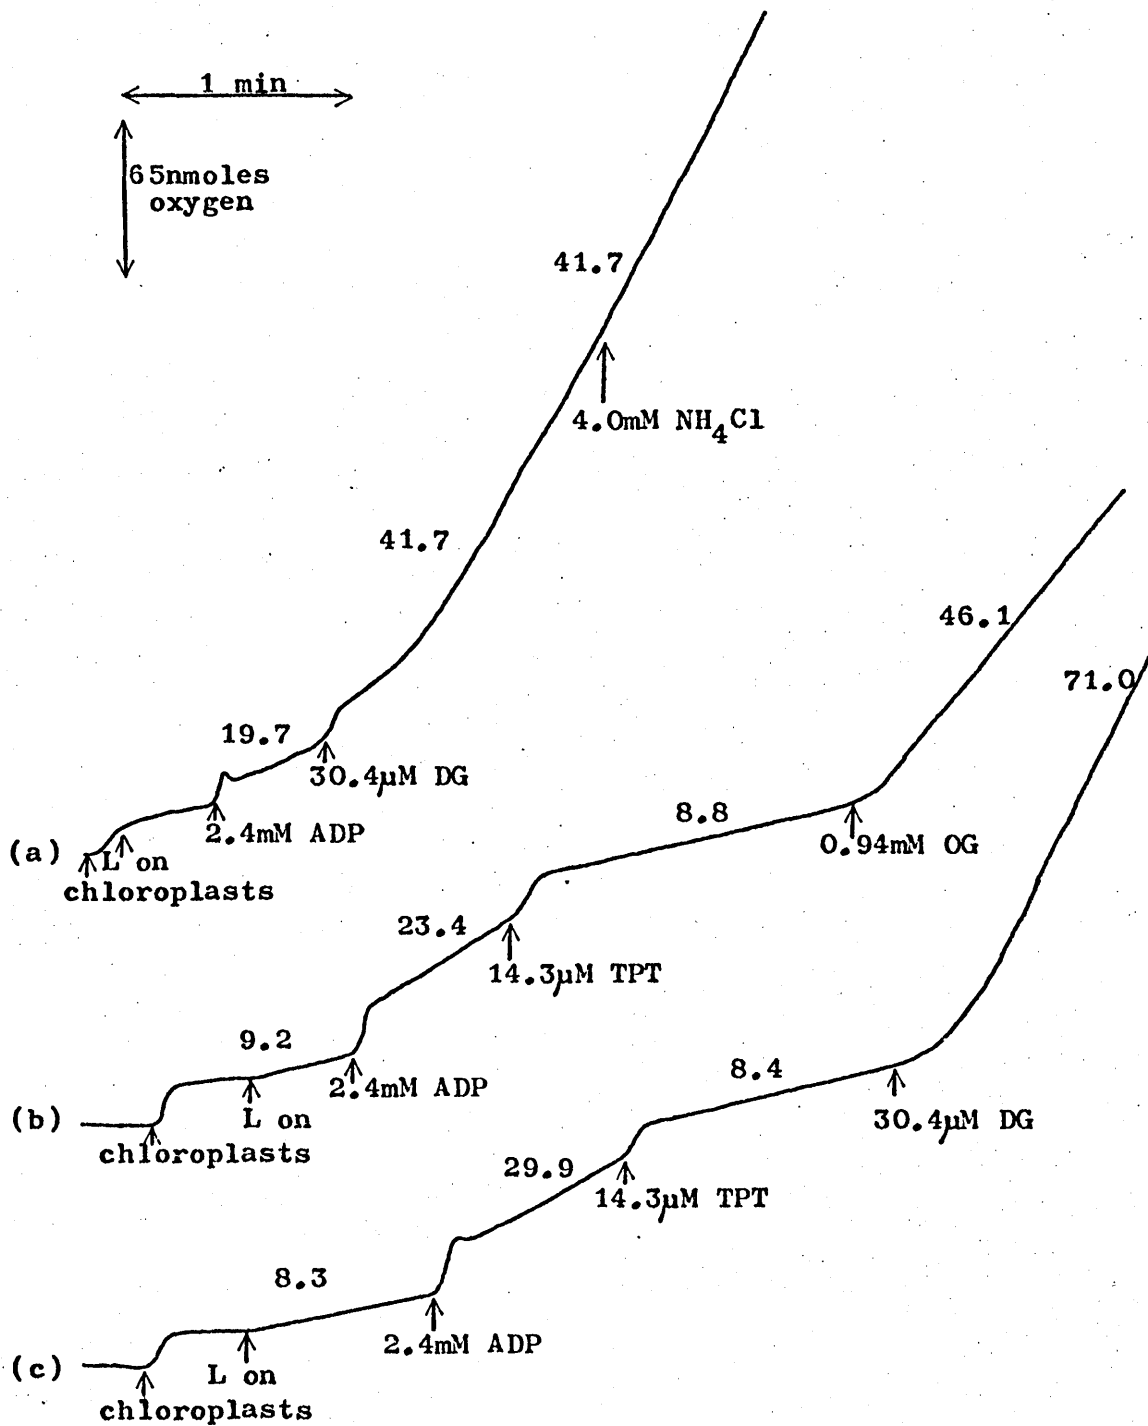 1 min
65nmoles
oxygen
41.7
4.0mM NH₄Cl
41.7
19.7
30.4µM DG
2.4mM ADP
(a)
L on
chloroplasts
46.1
71.0
8.8
0.94mM OG
23.4
14.3µM TPT
9.2
2.4mM ADP
(b)
L on
chloroplasts
8.4
30.4µM DG
29.9
14.3µM TPT
8.3
2.4mM ADP
(c)
L on
chloroplasts